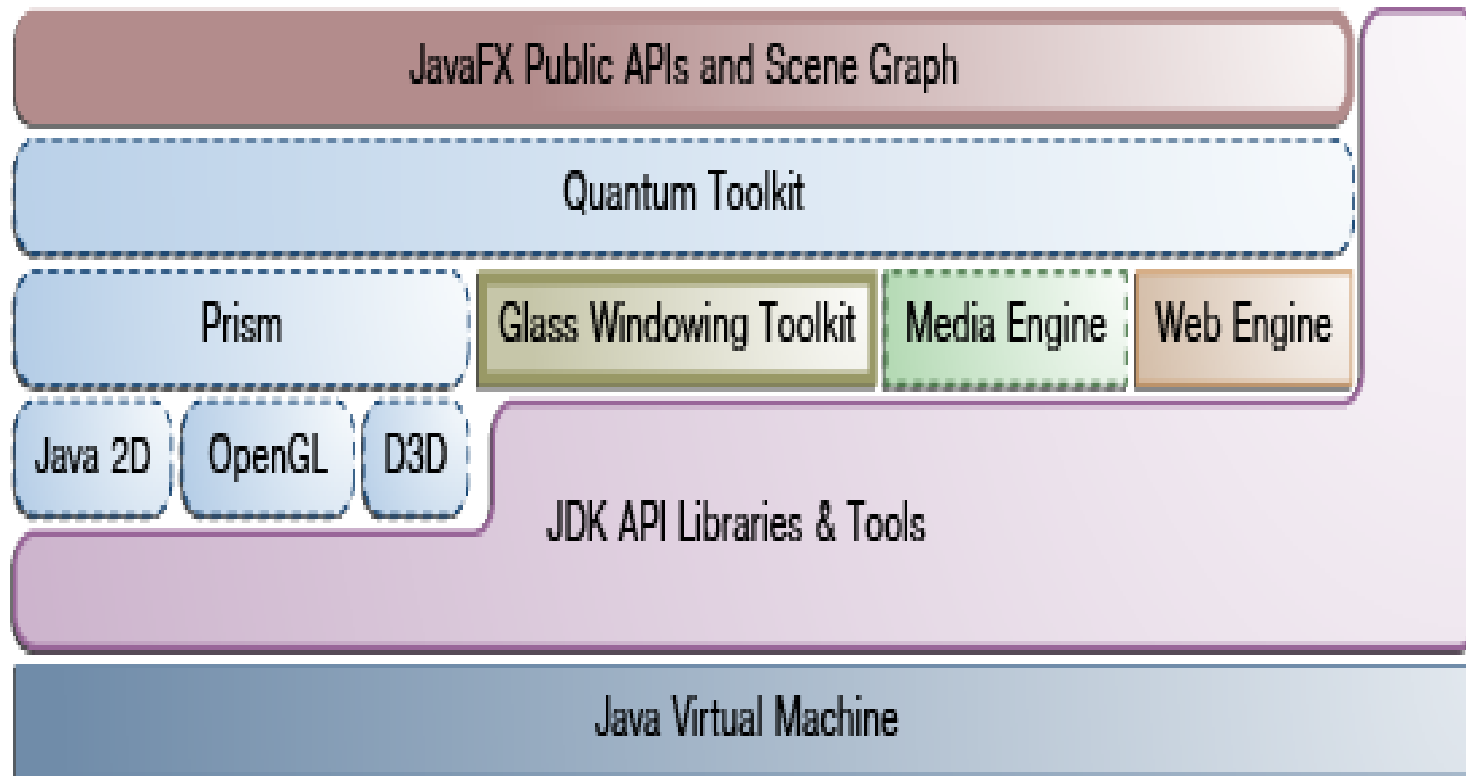 JavaFX Public APIs and Scene Graph
Quantum Toolkit
Prism
Glass Windowing Toolkit
Media Engine
Web Engine
Java 2D
OpenGL
D3D
JDK API Libraries & Tools
Java Virtual Machine